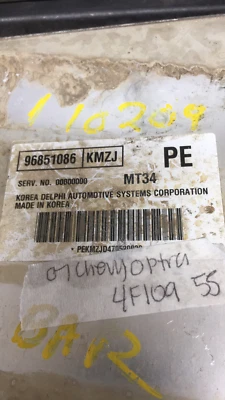 110209
96851086 KMZJ PE
SERV. NO. 00000000 MT34
KOREA DELPHI AUTOMOTIVE SYSTEMS CORPORATION
MADE IN KOREA
07 Chevy Optra
4F109 55